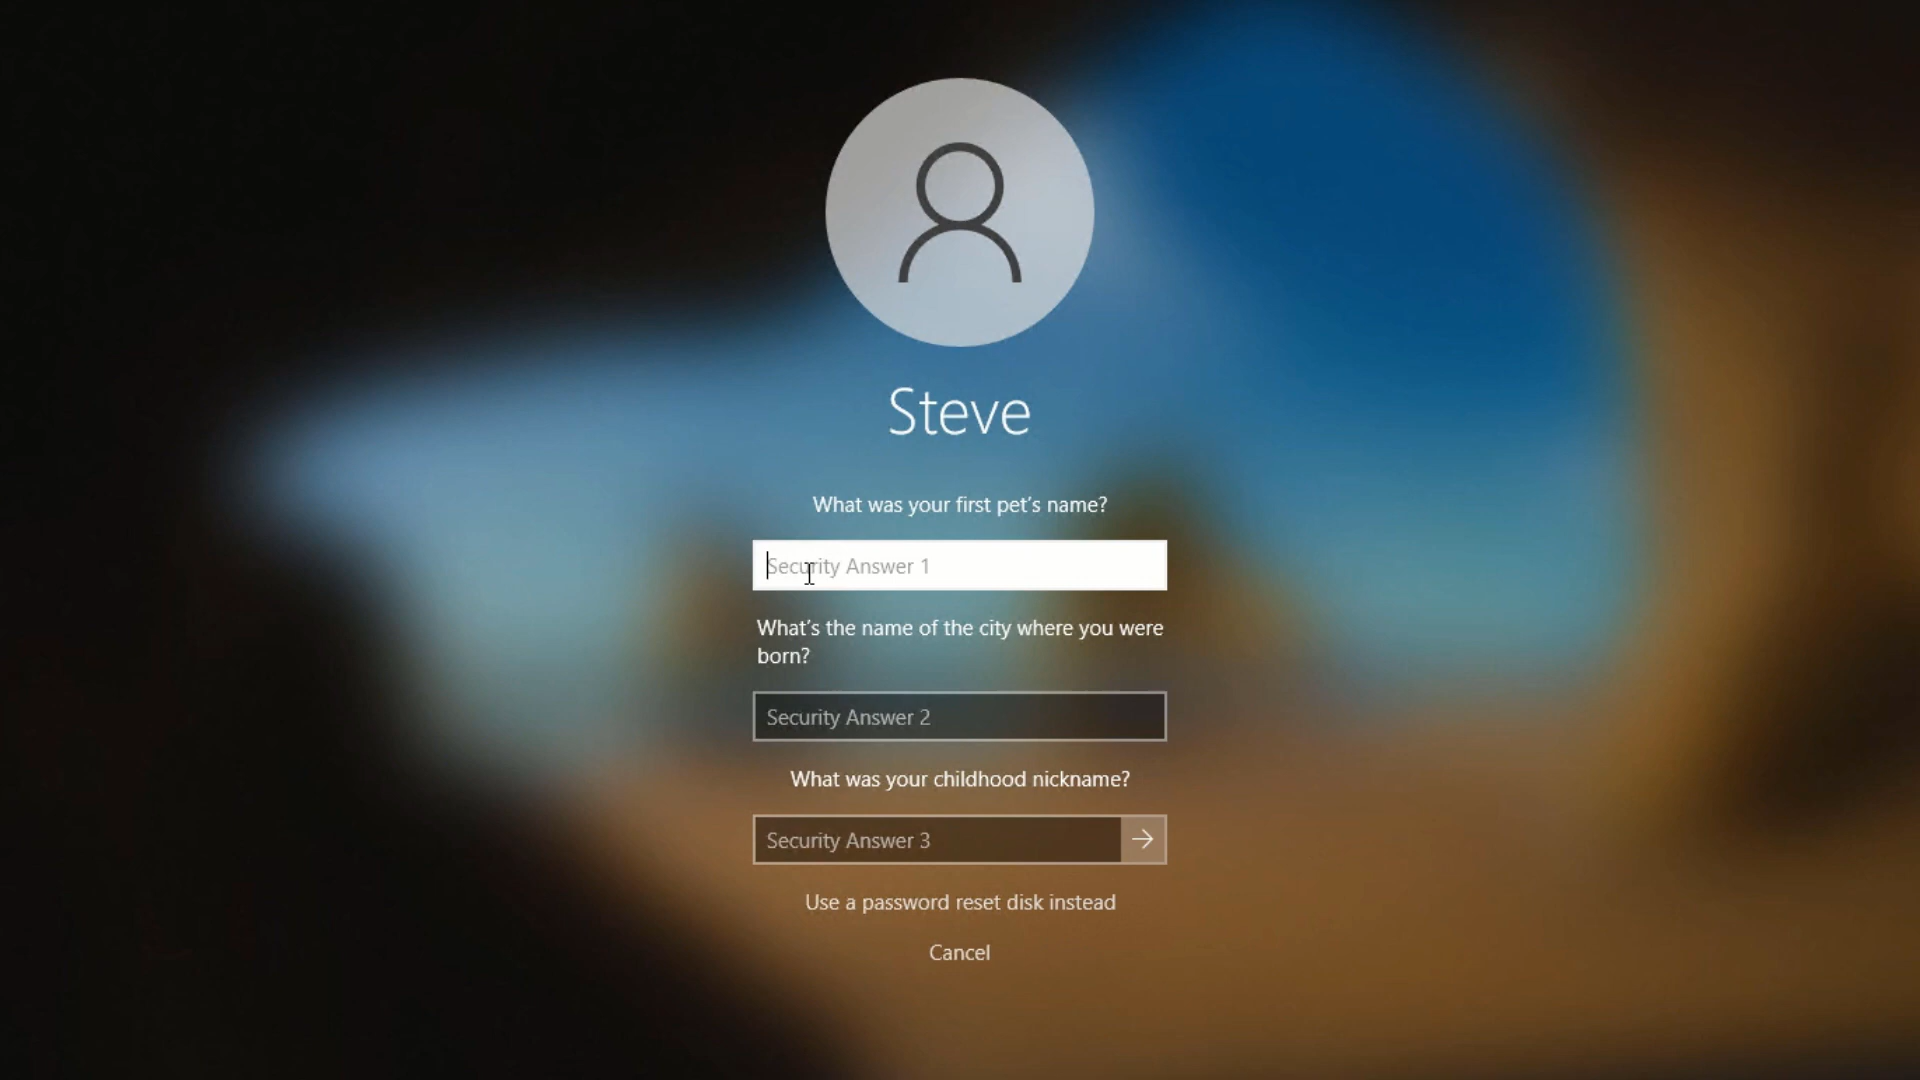 Steve
What was your first pet’s name?
Security Answer 1
What’s the name of the city where you were
born?
Security Answer 2
What was your childhood nickname?
Security Answer 3
Use a password reset disk instead
Cancel